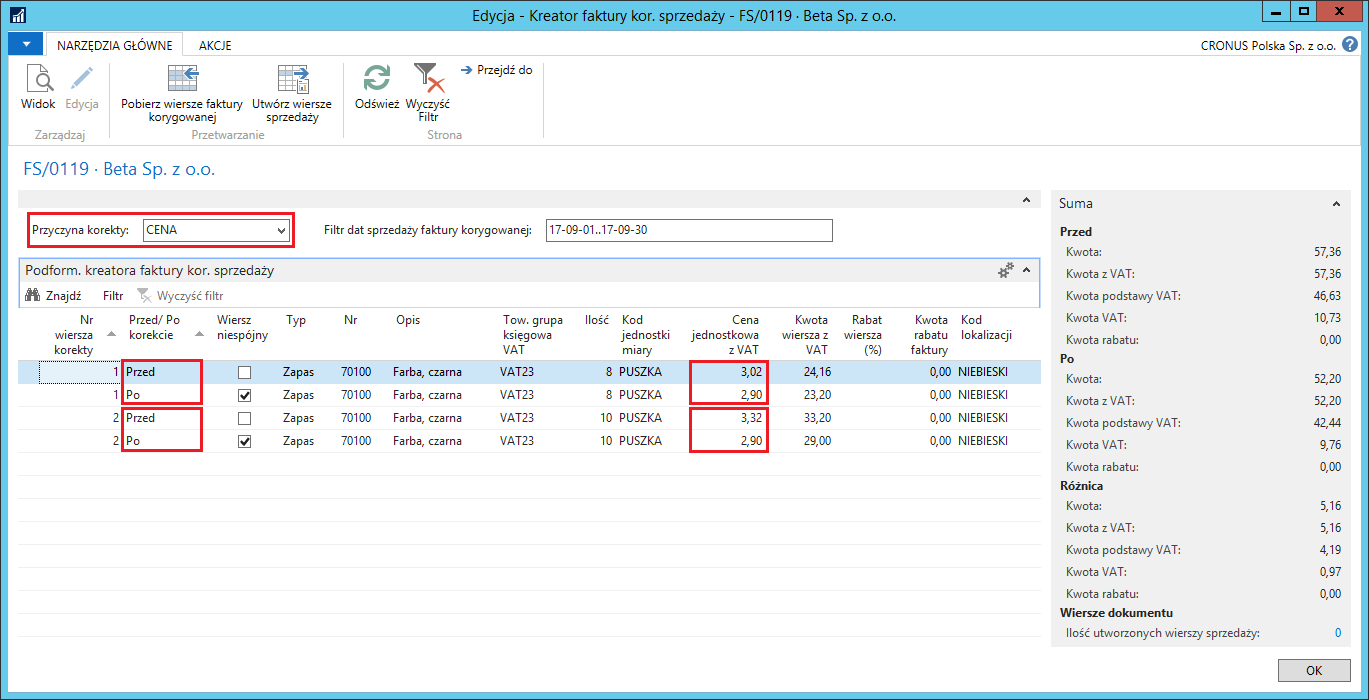 Edycja - Kreator faktury kor. sprzedaży - FS/0119 · Beta Sp. z o.o.
NARZĘDZIA GŁÓWNE AKCJE
CRONUS Polska Sp. z o.o.
Widok Edycja
Pobierz wiersze faktury korygowanej
Utwórz wiersze sprzedaży
Odśwież Wyczyść Filtr
Przejdź do
Zarządzaj Przetwarzanie Strona
FS/0119 · Beta Sp. z o.o.
Przyczyna korekty: CENA Filtr dat sprzedaży faktury korygowanej: 17-09-01..17-09-30
Podform. kreatora faktury kor. sprzedaży
Znajdź Filtr Wyczyść filtr
Nr wiersza korekty Przed/ Po korekcie Wiersz niespójny Typ Nr Opis Tow. grupa księgowa VAT Ilość Kod jednostki miary Cena jednostkowa z VAT Kwota wiersza z VAT Rabat wiersza (%) Kwota rabatu faktury Kod lokalizacji
1 Przed Zapas 70100 Farba, czarna VAT23 8 PUSZKA 3,02 24,16 0,00 NIEBIESKI
1 Po Zapas 70100 Farba, czarna VAT23 8 PUSZKA 2,90 23,20 0,00 NIEBIESKI
2 Przed Zapas 70100 Farba, czarna VAT23 10 PUSZKA 3,32 33,20 0,00 NIEBIESKI
2 Po Zapas 70100 Farba, czarna VAT23 10 PUSZKA 2,90 29,00 0,00 NIEBIESKI
Suma
Przed
Kwota: 57,36
Kwota z VAT: 57,36
Kwota podstawy VAT: 46,63
Kwota VAT: 10,73
Kwota rabatu: 0,00
Po
Kwota: 52,20
Kwota z VAT: 52,20
Kwota podstawy VAT: 42,44
Kwota VAT: 9,76
Kwota rabatu: 0,00
Różnica
Kwota: 5,16
Kwota z VAT: 5,16
Kwota podstawy VAT: 4,19
Kwota VAT: 0,97
Kwota rabatu: 0,00
Wiersze dokumentu
Ilość utworzonych wierszy sprzedaży: 0
OK